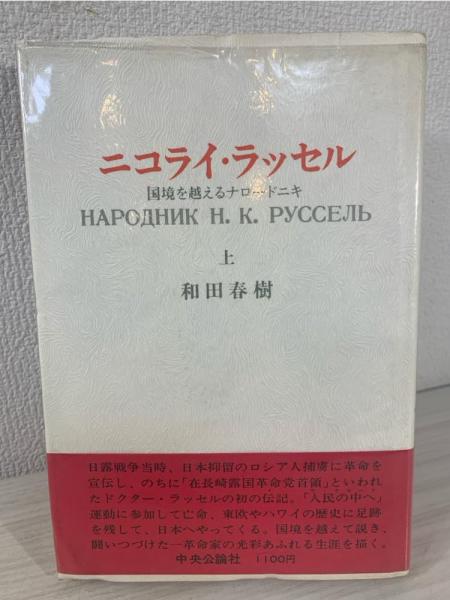 ニコライ・ラッセル
国境を越えるナロードニキ
НАРОДНИК Н. К. РУССЕЛЬ
上
和田春樹
日露戦争当時、日本抑留のロシア人捕虜に革命を
宣伝し、のちに「在長崎露国革命党首領」といわれ
たドクター・ラッセルの初の伝記。「人民の中へ」
運動に参加して亡命、東欧やハワイの歴史に足跡
を残して、日本へやってくる。国境を越えて説き、
闘いつづけた一革命家の光彩あふれる生涯を描く。
中央公論社 1100円